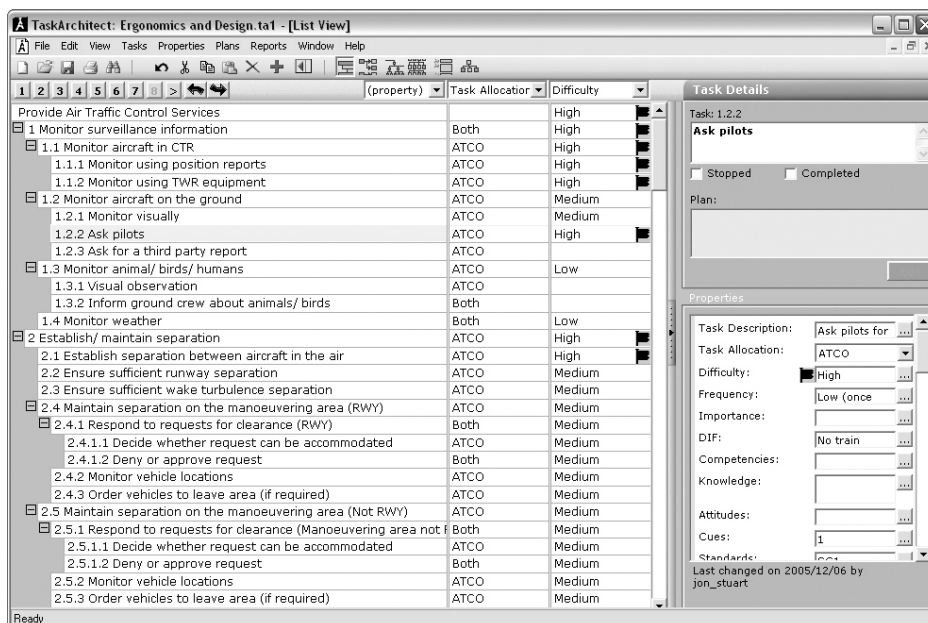 TaskArchitect: Ergonomics and Design.ta1 - [List View]
File Edit View Tasks Properties Plans Reports Window Help
1 2 3 4 5 6 7 8 > (property) Task Allocation Difficulty
Provide Air Traffic Control Services High
1 Monitor surveillance information Both High
1.1 Monitor aircraft in CTR ATCO High
1.1.1 Monitor using position reports ATCO High
1.1.2 Monitor using TWR equipment ATCO High
1.2 Monitor aircraft on the ground ATCO Medium
1.2.1 Monitor visually ATCO Medium
1.2.2 Ask pilots ATCO High
1.2.3 Ask for a third party report ATCO
1.3 Monitor animal/ birds/ humans ATCO Low
1.3.1 Visual observation ATCO
1.3.2 Inform ground crew about animals/ birds Both
1.4 Monitor weather Both Low
2 Establish/ maintain separation ATCO High
2.1 Establish separation between aircraft in the air ATCO High
2.2 Ensure sufficient runway separation ATCO Medium
2.3 Ensure sufficient wake turbulence separation ATCO Medium
2.4 Maintain separation on the manoeuvering area (RWY) ATCO Medium
2.4.1 Respond to requests for clearance (RWY) Both Medium
2.4.1.1 Decide whether request can be accommodated ATCO Medium
2.4.1.2 Deny or approve request Both Medium
2.4.2 Monitor vehicle locations ATCO Medium
2.4.3 Order vehicles to leave area (if required) ATCO Medium
2.5 Maintain separation on the manoeuvering area (Not RWY) ATCO Medium
2.5.1 Respond to requests for clearance (Manoeuvering area not Both Medium
2.5.1.1 Decide whether request can be accommodated ATCO Medium
2.5.1.2 Deny or approve request Both Medium
2.5.2 Monitor vehicle locations ATCO Medium
2.5.3 Order vehicles to leave area (if required) ATCO Medium
Ready
Task Details
Task: 1.2.2
Ask pilots
Stopped Completed
Plan:
Properties
Task Description: Ask pilots for ...
Task Allocation: ATCO
Difficulty: High ...
Frequency: Low (once ...
Importance: ...
DIF: No train ...
Competencies: ...
Knowledge: ...
Attitudes: ...
Cues: 1 ...
Standards:
Last changed on 2005/12/06 by
jon_stuart